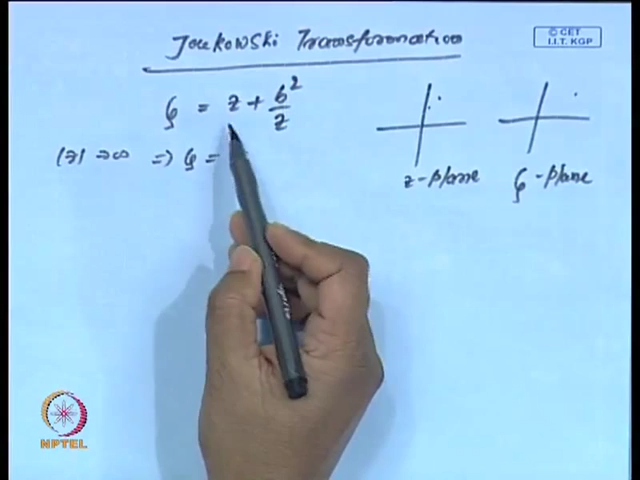 Joukowski Transformation
© CET
I.I.T. KGP
ζ = z + b²/z
|z| → ∞ ⇒ ζ =
z-plane
ζ-plane
NPTEL